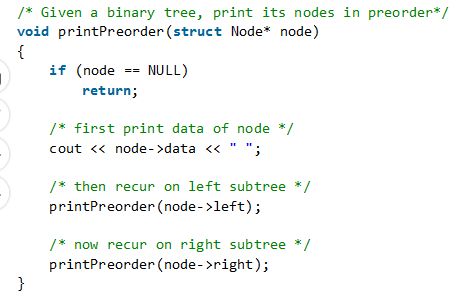 /* Given a binary tree, print its nodes in preorder*/
void printPreorder(struct Node* node)
{
    if (node == NULL)
        return;

    /* first print data of node */
    cout << node->data << " ";

    /* then recur on left subtree */
    printPreorder(node->left);

    /* now recur on right subtree */
    printPreorder(node->right);
}